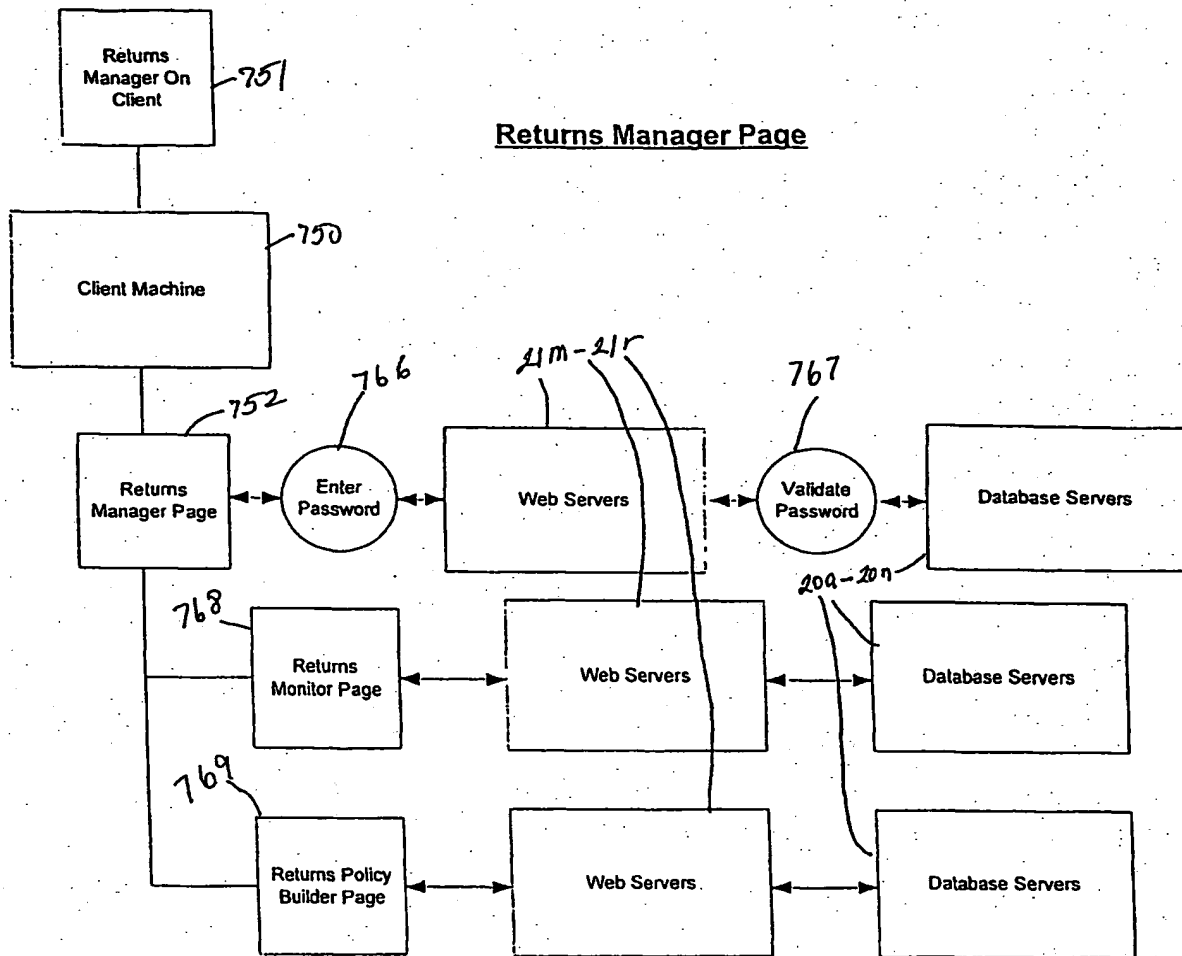 Returns
Manager On
Client
751
Returns Manager Page
750
Client Machine
766
21m-21r
767
752
Returns
Manager Page
Enter
Password
Web Servers
Validate
Password
Database Servers
20a-20n
768
Returns
Monitor Page
Web Servers
Database Servers
769
Returns Policy
Builder Page
Web Servers
Database Servers